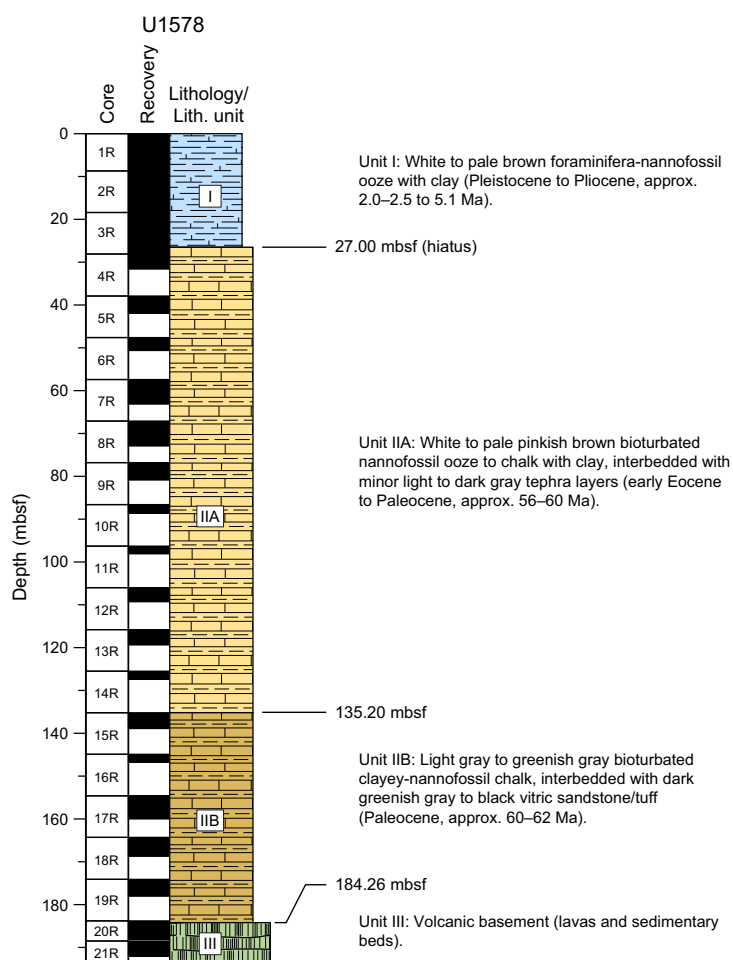 U1578
Core
Recovery
Lithology/
Lith. unit
Depth (mbsf)
0
20
40
60
80
100
120
140
160
180
1R
2R
3R
4R
5R
6R
7R
8R
9R
10R
11R
12R
13R
14R
15R
16R
17R
18R
19R
20R
21R
I
IIA
IIB
III
Unit I: White to pale brown foraminifera-nannofossil
ooze with clay (Pleistocene to Pliocene, approx.
2.0–2.5 to 5.1 Ma).
27.00 mbsf (hiatus)
Unit IIA: White to pale pinkish brown bioturbated
nannofossil ooze to chalk with clay, interbedded with
minor light to dark gray tephra layers (early Eocene
to Paleocene, approx. 56–60 Ma).
135.20 mbsf
Unit IIB: Light gray to greenish gray bioturbated
clayey-nannofossil chalk, interbedded with dark
greenish gray to black vitric sandstone/tuff
(Paleocene, approx. 60–62 Ma).
184.26 mbsf
Unit III: Volcanic basement (lavas and sedimentary
beds).